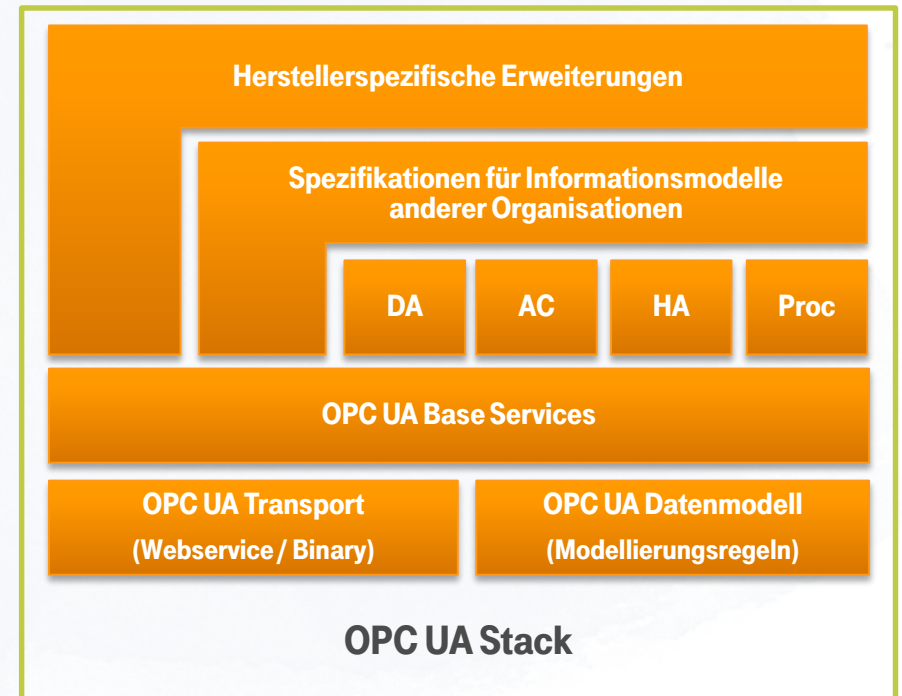 Herstellerspezifische Erweiterungen
Spezifikationen für Informationsmodelle
anderer Organisationen
DA
AC
HA
Proc
OPC UA Base Services
OPC UA Transport
(Webservice / Binary)
OPC UA Datenmodell
(Modellierungsregeln)
OPC UA Stack